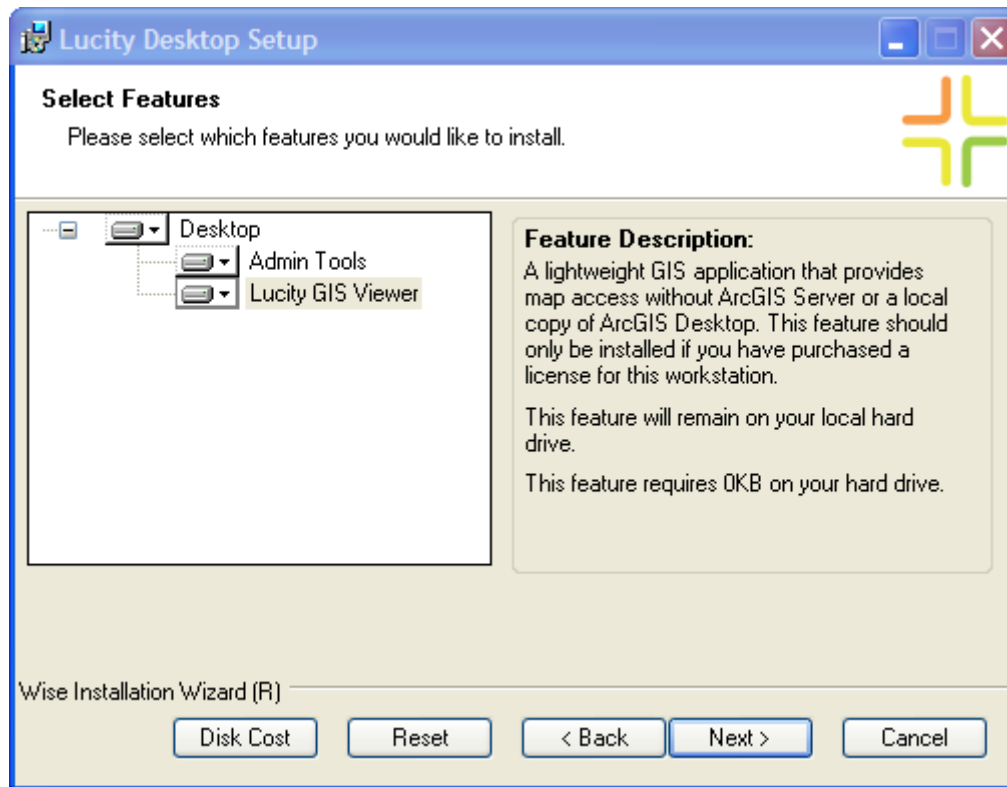 Lucity Desktop Setup
Select Features
Please select which features you would like to install.
Desktop
Admin Tools
Lucity GIS Viewer
Feature Description:
A lightweight GIS application that provides
map access without ArcGIS Server or a local
copy of ArcGIS Desktop. This feature should
only be installed if you have purchased a
license for this workstation.
This feature will remain on your local hard
drive.
This feature requires 0KB on your hard drive.
Wise Installation Wizard (R)
Disk Cost
Reset
< Back
Next >
Cancel